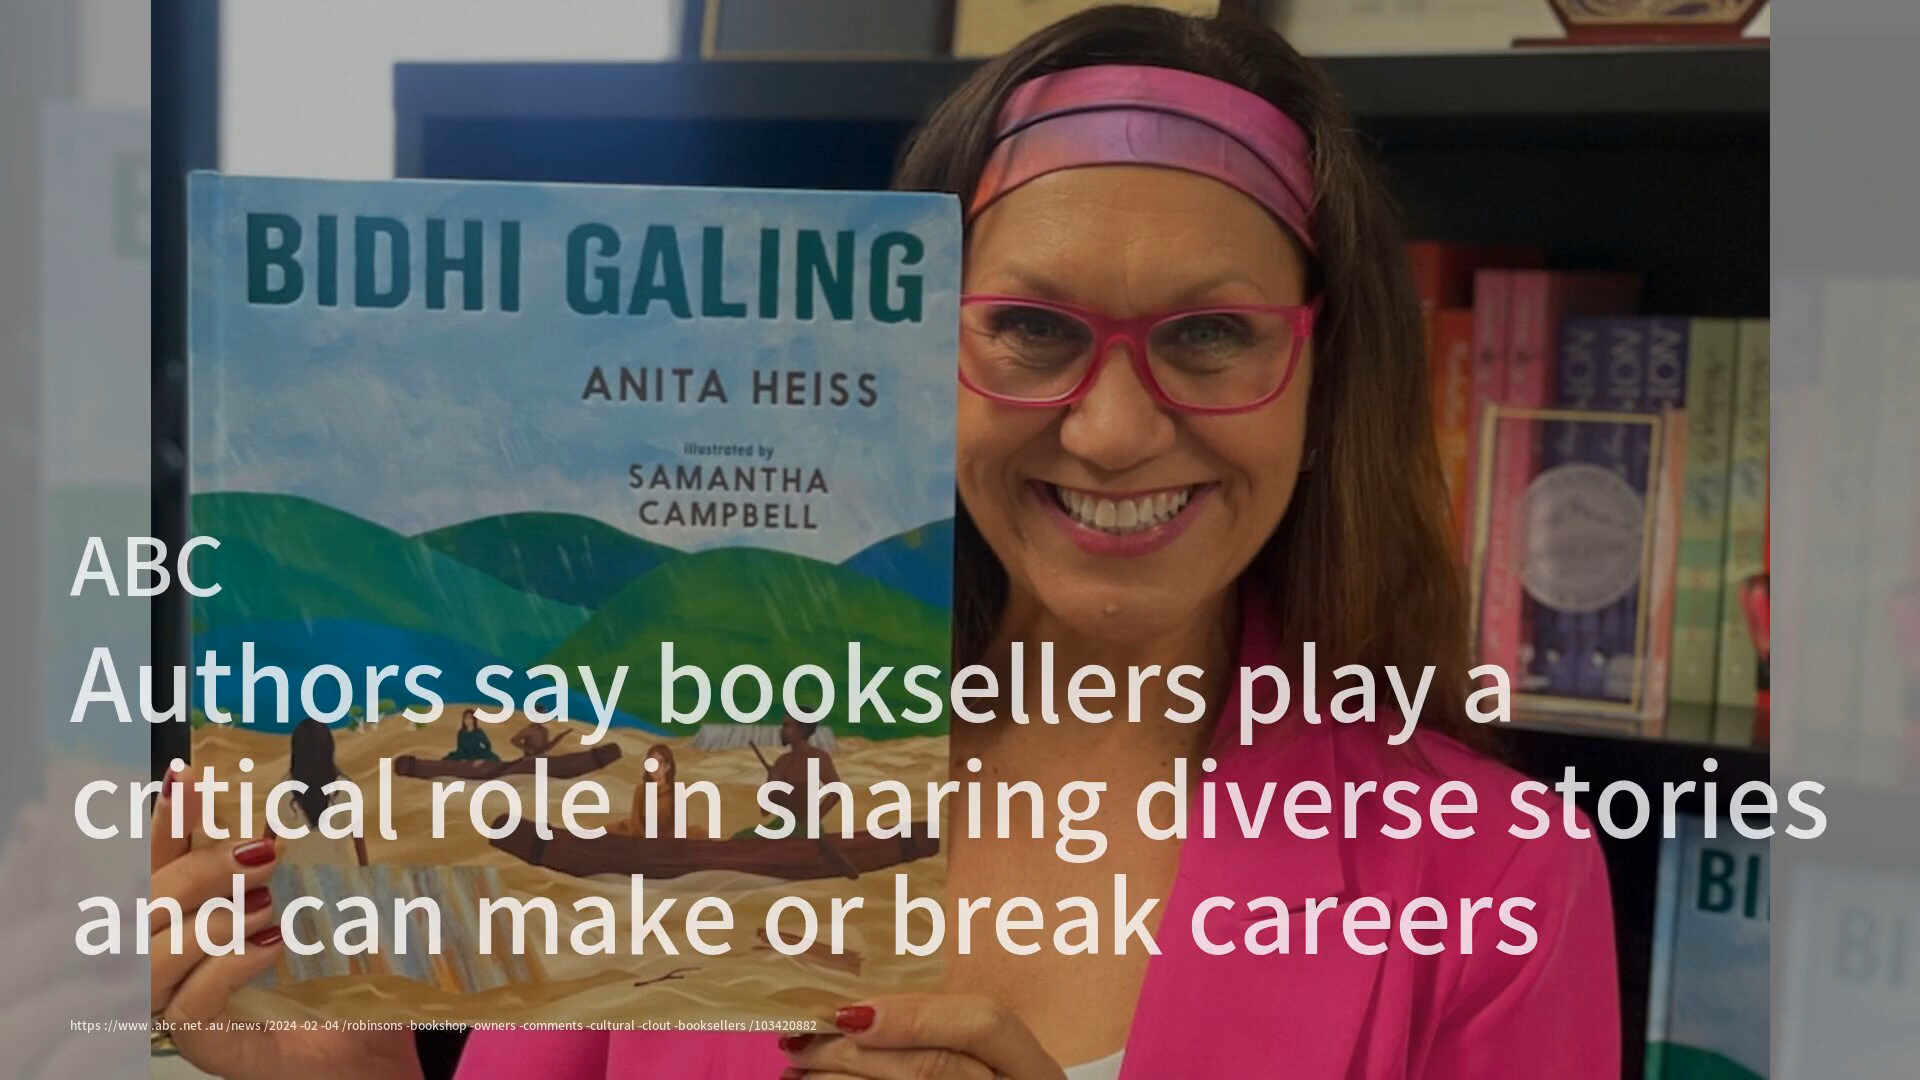 BIDHI GALING
ANITA HEISS
illustrated by
SAMANTHA
CAMPBELL
ABC
Authors say booksellers play a
critical role in sharing diverse stories
and can make or break careers
https://www.abc.net.au/news/2024-02-04/robinsons-bookshop-owners-comments-cultural-clout-booksellers/103420882
BI